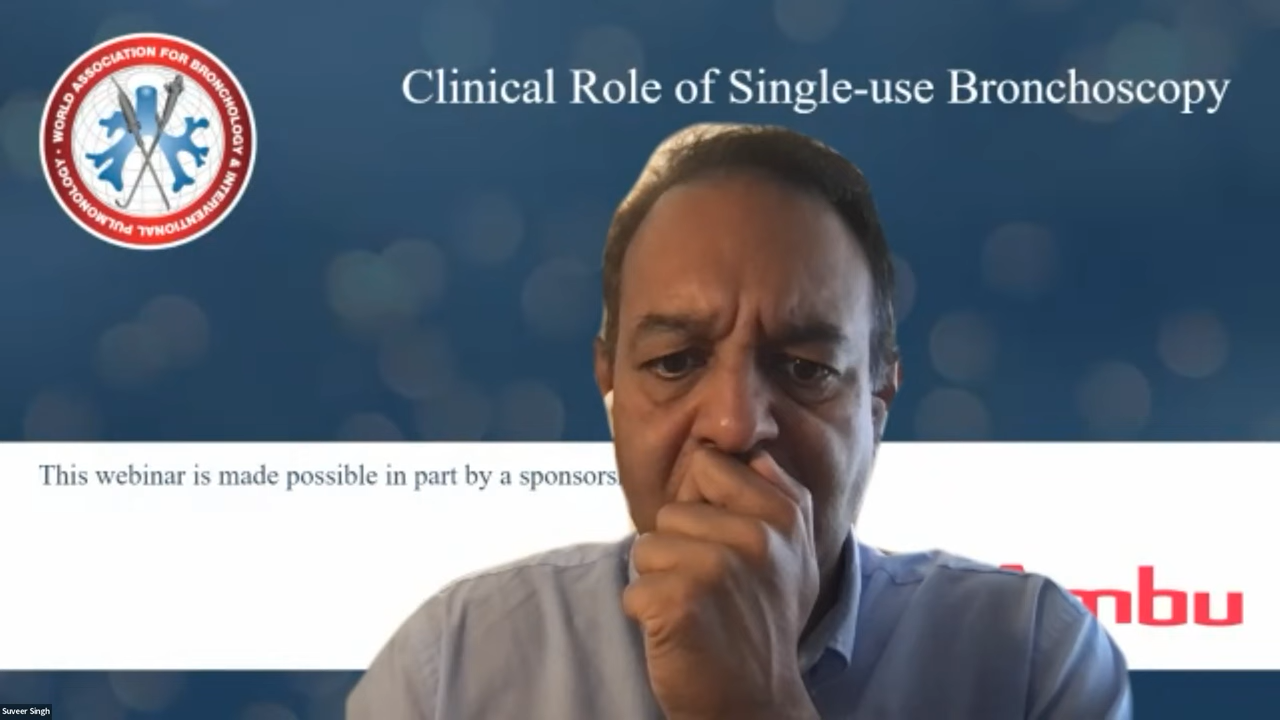 Clinical Role of Single-use Bronchoscopy
WORLD ASSOCIATION FOR BRONCHOLOGY & INTERVENTIONAL PULMONOLOGY
This webinar is made possible in part by a sponsors
mbu
Suveer Singh